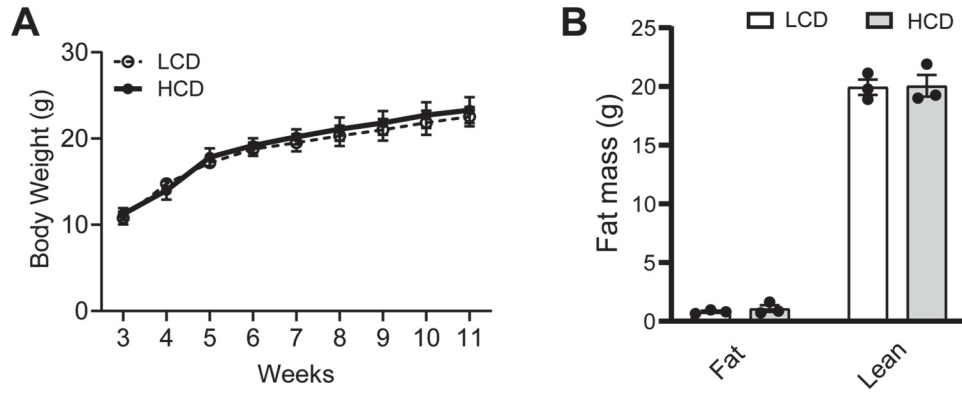 A
LCD
HCD
Body Weight (g)
30
20
10
0
3 4 5 6 7 8 9 10 11
Weeks
B
LCD HCD
Fat mass (g)
25
20
15
10
5
0
Fat Lean